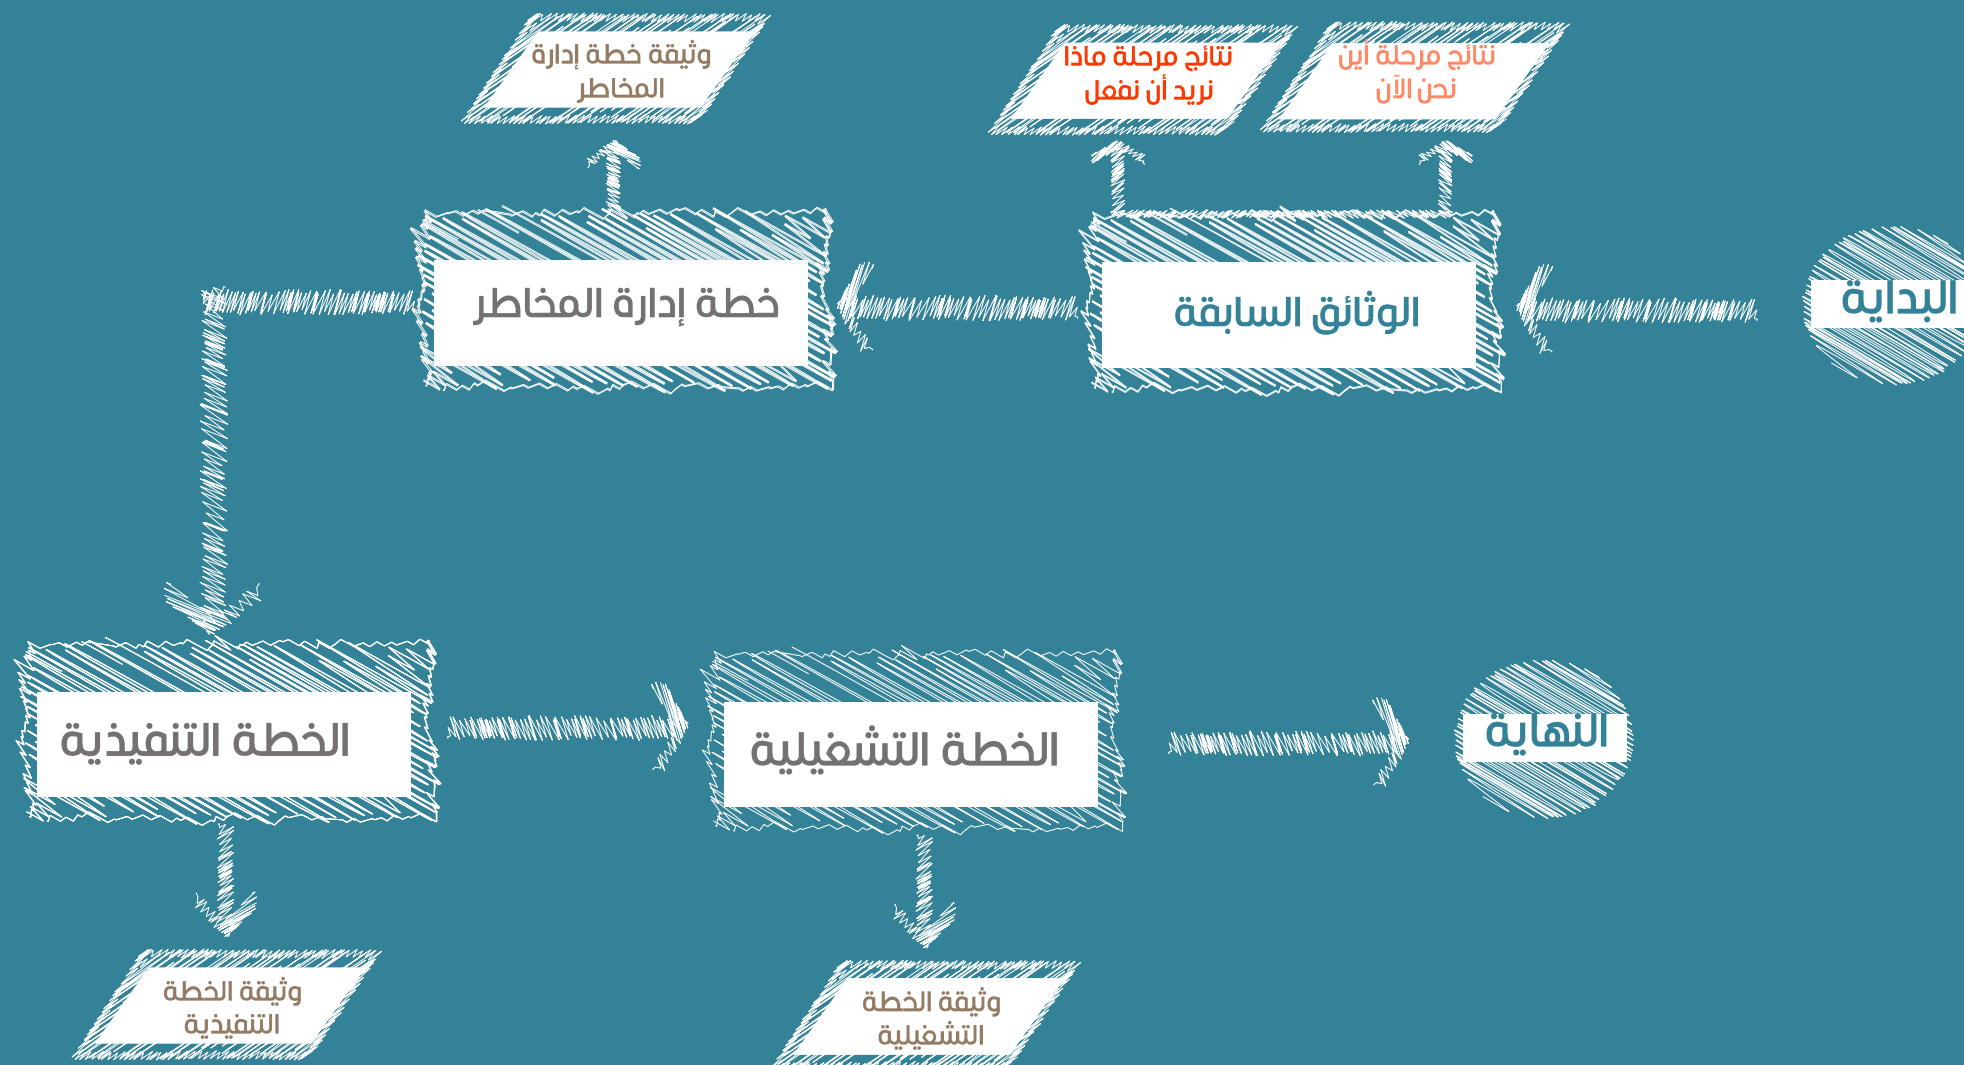 نتائج مرحلة أين
نحن الآن
نتائج مرحلة ماذا
نريد أن نفعل
وثيقة خطة إدارة
المخاطر
البداية
الوثائق السابقة
خطة إدارة المخاطر
الخطة التنفيذية
الخطة التشغيلية
النهاية
وثيقة الخطة
التنفيذية
وثيقة الخطة
التشغيلية